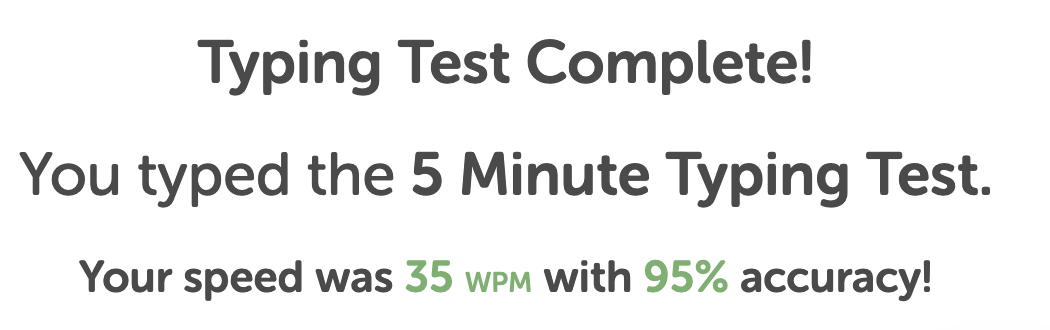 Typing Test Complete!
You typed the 5 Minute Typing Test.
Your speed was 35 WPM with 95% accuracy!